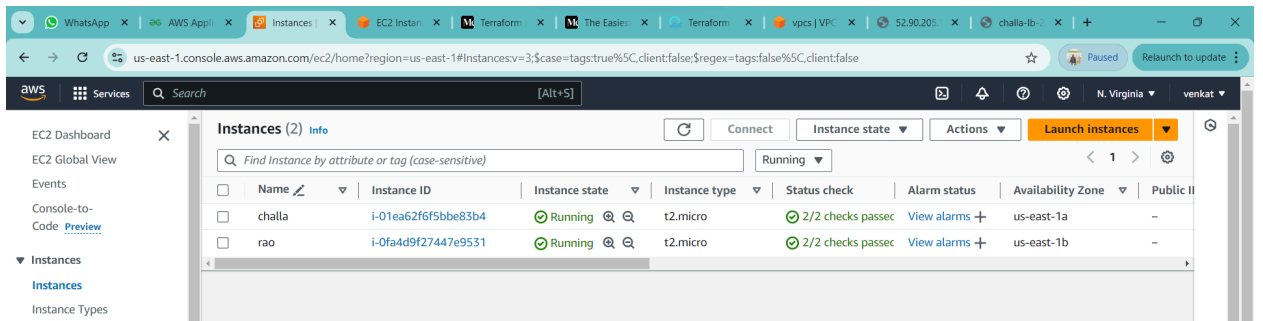 WhatsApp AWS Appli Instances | EC2 Instan Terraform The Easies Terraform vpcs | VPC 52.90.205. challa-lb-2
us-east-1.console.aws.amazon.com/ec2/home?region=us-east-1#Instances:v=3;$case=tags:true%5C,client:false;$regex=tags:false%5C,client:false Paused Relaunch to update
aws Services Search [Alt+S] N. Virginia ▼ venkat ▼
EC2 Dashboard
EC2 Global View
Events
Console-to-
Code Preview
Instances
Instances
Instance Types
Instances (2) Info Connect Instance state ▼ Actions ▼ Launch instances ▼
Find Instance by attribute or tag (case-sensitive) Running ▼ 1
Name Instance ID Instance state Instance type Status check Alarm status Availability Zone Public I
challa i-01ea62f6f5bbe83b4 Running t2.micro 2/2 checks passec View alarms + us-east-1a –
rao i-0fa4d9f27447e9531 Running t2.micro 2/2 checks passec View alarms + us-east-1b –